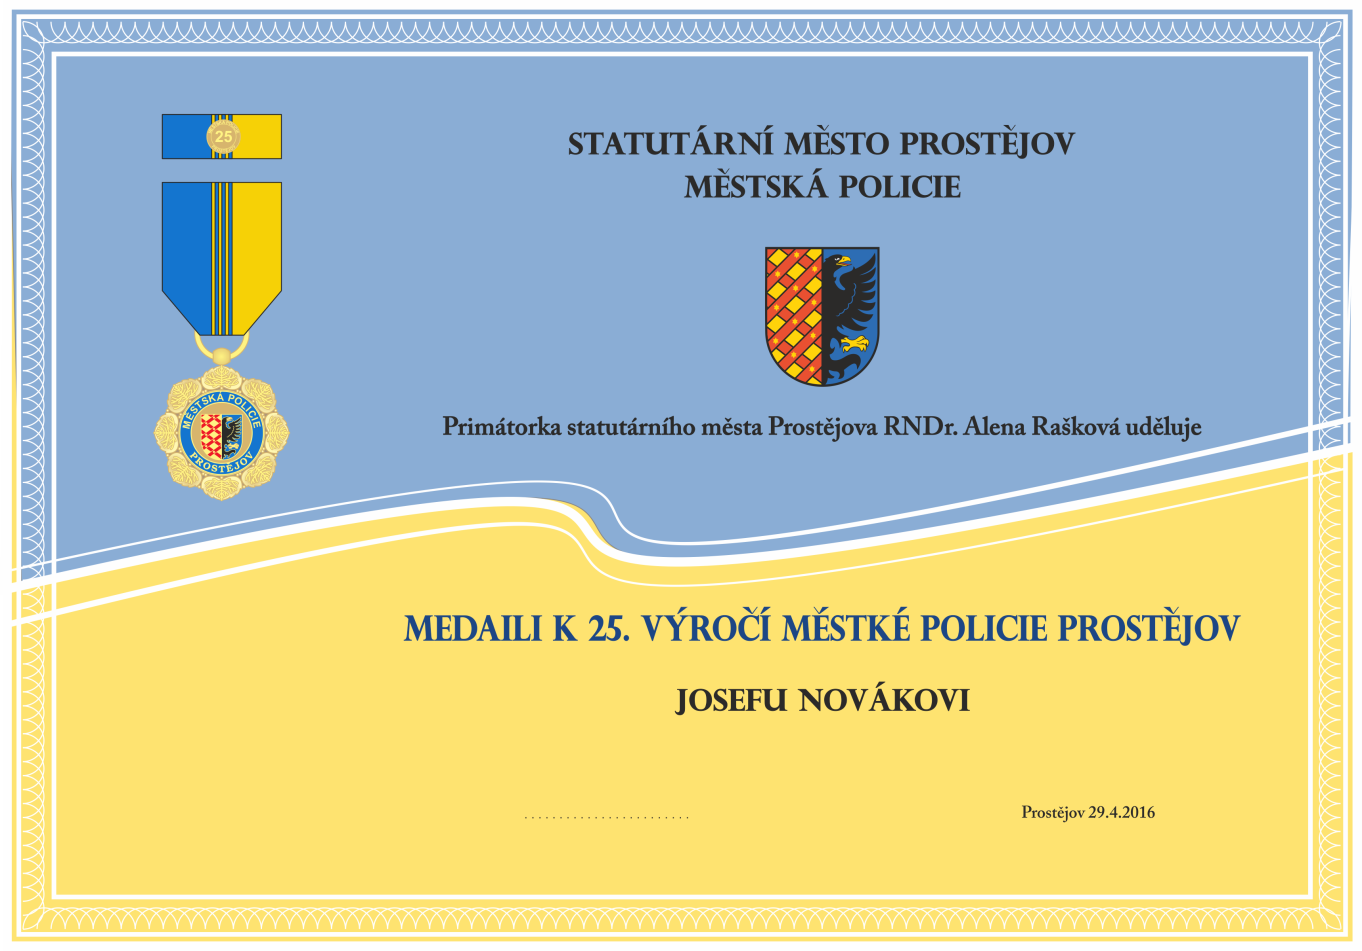 25
MĚSTSKÁ POLICIE
PROSTĚJOV
STATUTÁRNÍ MĚSTO PROSTĚJOV
MĚSTSKÁ POLICIE
Primátorka statutárního města Prostějova RNDr. Alena Rašková uděluje
MEDAILI K 25. VÝROČÍ MĚSTKÉ POLICIE PROSTĚJOV
JOSEFU NOVÁKOVI
........................
Prostějov 29.4.2016